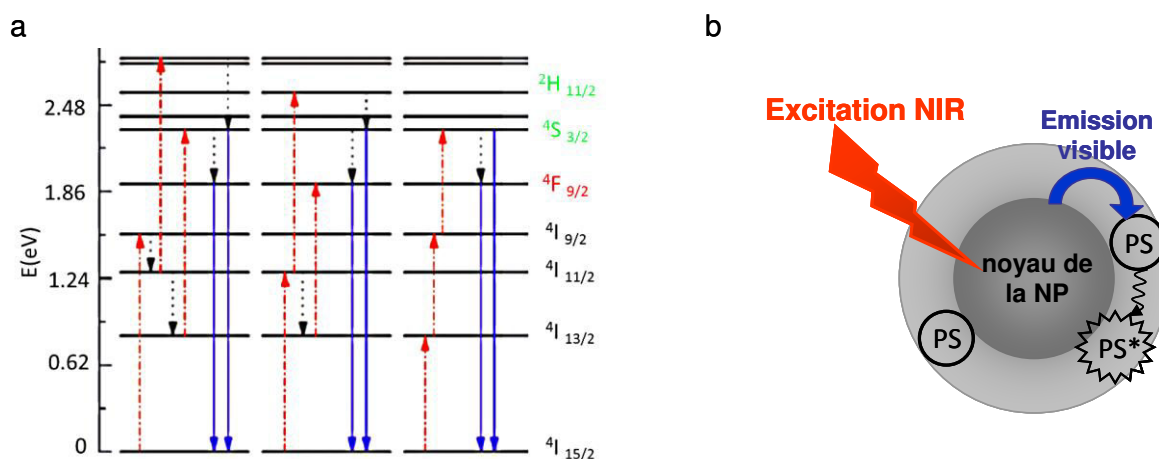 a
E(eV)
2.48
1.86
1.24
0.62
0
²H 11/2
⁴S 3/2
⁴F 9/2
⁴I 9/2
⁴I 11/2
⁴I 13/2
⁴I 15/2
b
Excitation NIR
Emission
visible
noyau de
la NP
PS
PS
PS*